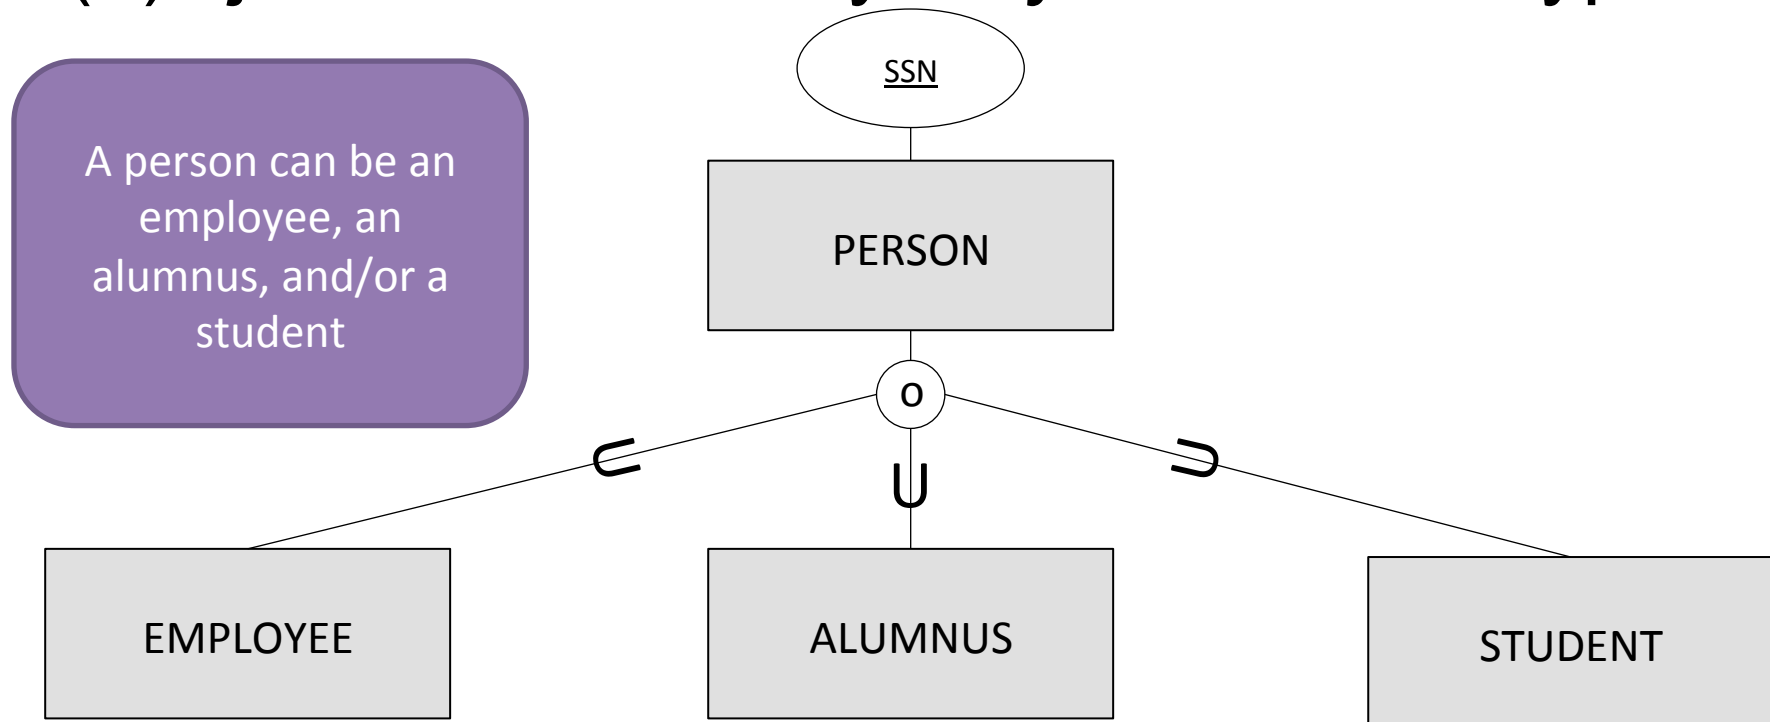 SSN
A person can be an
employee, an
alumnus, and/or a
student
PERSON
o
U
U
U
EMPLOYEE
ALUMNUS
STUDENT